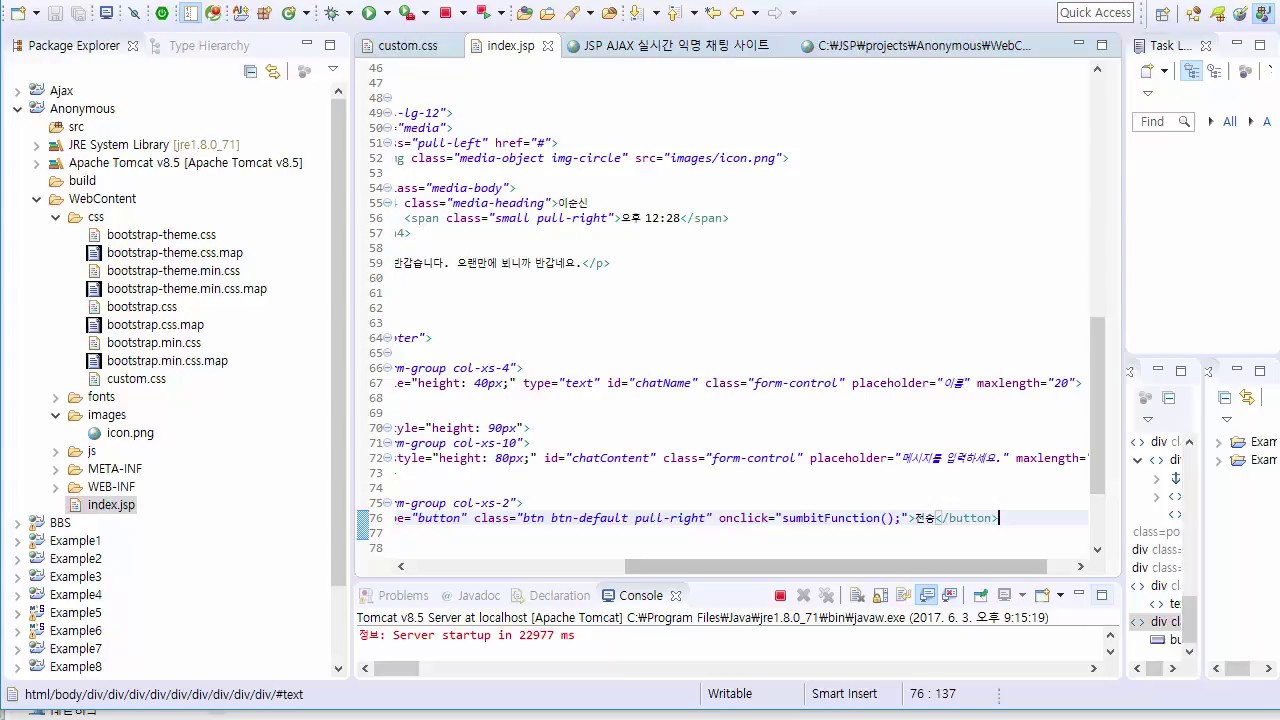 Quick Access
Package Explorer
Type Hierarchy
Ajax
Anonymous
src
JRE System Library [jre1.8.0_71]
Apache Tomcat v8.5 [Apache Tomcat v8.5]
build
WebContent
css
bootstrap-theme.css
bootstrap-theme.css.map
bootstrap-theme.min.css
bootstrap-theme.min.css.map
bootstrap.css
bootstrap.css.map
bootstrap.min.css
bootstrap.min.css.map
custom.css
fonts
images
icon.png
js
META-INF
WEB-INF
index.jsp
BBS
Example1
Example2
Example3
Example4
Example5
Example6
Example7
Example8
custom.css
index.jsp
JSP AJAX 실시간 익명 채팅 사이트
C:₩JSP₩projects₩Anonymous₩WebC...
46
47
48
49 -lg-12">
50 ="media">
51 s="pull-left" href="#">
52 g class="media-object img-circle" src="images/icon.png">
53
54 ass="media-body">
55 class="media-heading">이순신
56 <span class="small pull-right">오후 12:28</span>
57 h4>
58
59 반갑습니다. 오랜만에 뵈니까 반갑네요.</p>
60
61
62
63
64 ter">
65
66 m-group col-xs-4">
67 le="height: 40px;" type="text" id="chatName" class="form-control" placeholder="이름" maxlength="20">
68
69
70 tyle="height: 90px">
71 m-group col-xs-10">
72 style="height: 80px;" id="chatContent" class="form-control" placeholder="메시지를 입력하세요." maxlength="
73
74
75 m-group col-xs-2">
76 pe="button" class="btn btn-default pull-right" onclick="sumbitFunction();">전송</button>
77
78
Problems
Javadoc
Declaration
Console
Tomcat v8.5 Server at localhost [Apache Tomcat] C:₩Program Files₩Java₩jre1.8.0_71₩bin₩javaw.exe (2017. 6. 3. 오후 9:15:19)
정보: Server startup in 22977 ms
Task L...
Find
All
A
div c
div
class=po
div class=
div class=
div c
te
div cl
bu
Exam
Exam
html/body/div/div/div/div/div/div/div/div/div/#text
Writable
Smart Insert
76 : 137